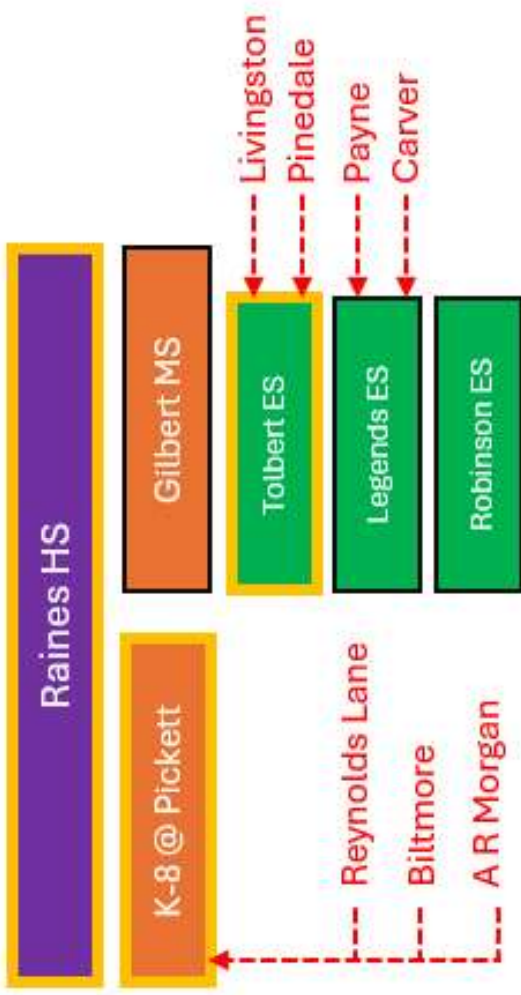 Raines HS
K-8 @ Pickett
Gilbert MS
Reynolds Lane
Biltmore
A R Morgan
Tolbert ES
Legends ES
Robinson ES
Livingston
Pinedale
Payne
Carver